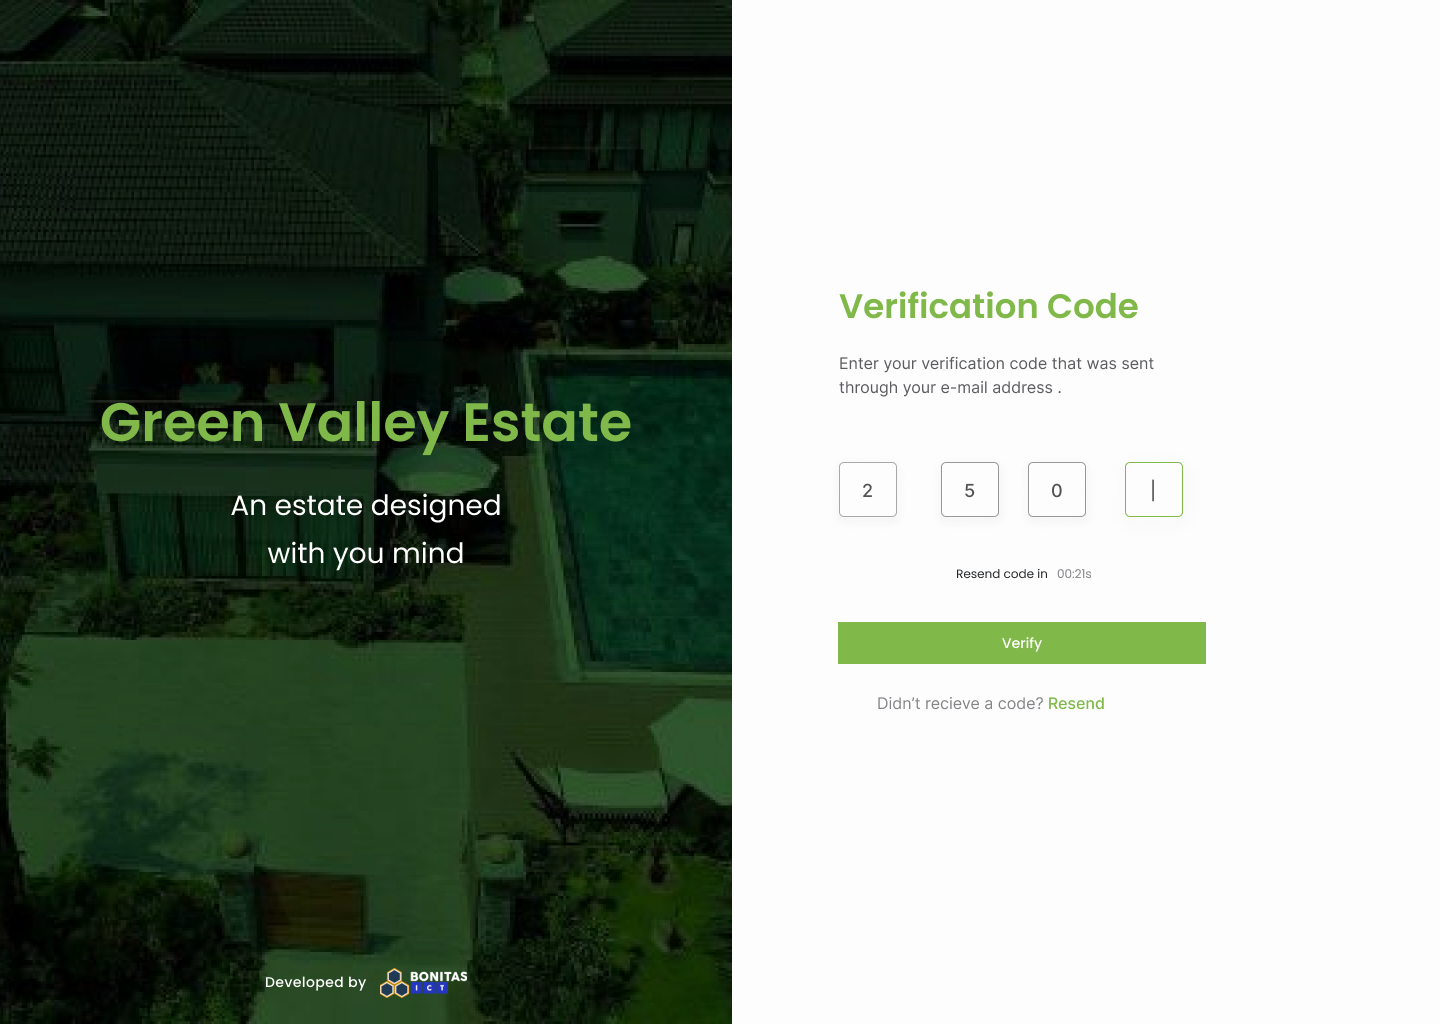 Green Valley Estate
An estate designed
with you mind
Developed by
BONITAS
ICT
Verification Code
Enter your verification code that was sent
through your e-mail address .
2 5 0
Resend code in 00:21s
Verify
Didn’t recieve a code? Resend